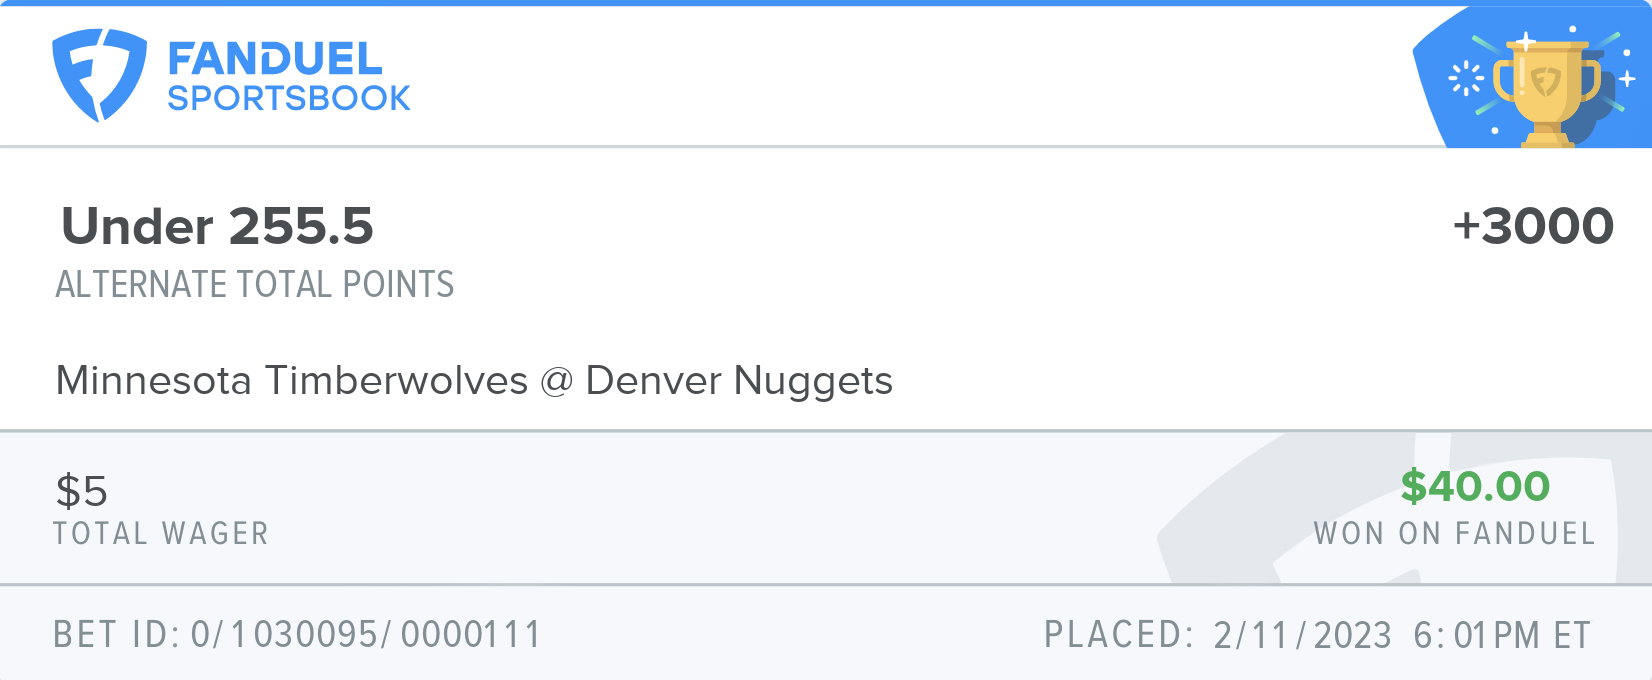 FANDUEL
SPORTSBOOK
Under 255.5
+3000
ALTERNATE TOTAL POINTS
Minnesota Timberwolves @ Denver Nuggets
$5
$40.00
TOTAL WAGER
WON ON FANDUEL
BET ID: 0/1030095/0000111
PLACED: 2/11/2023 6:01PM ET